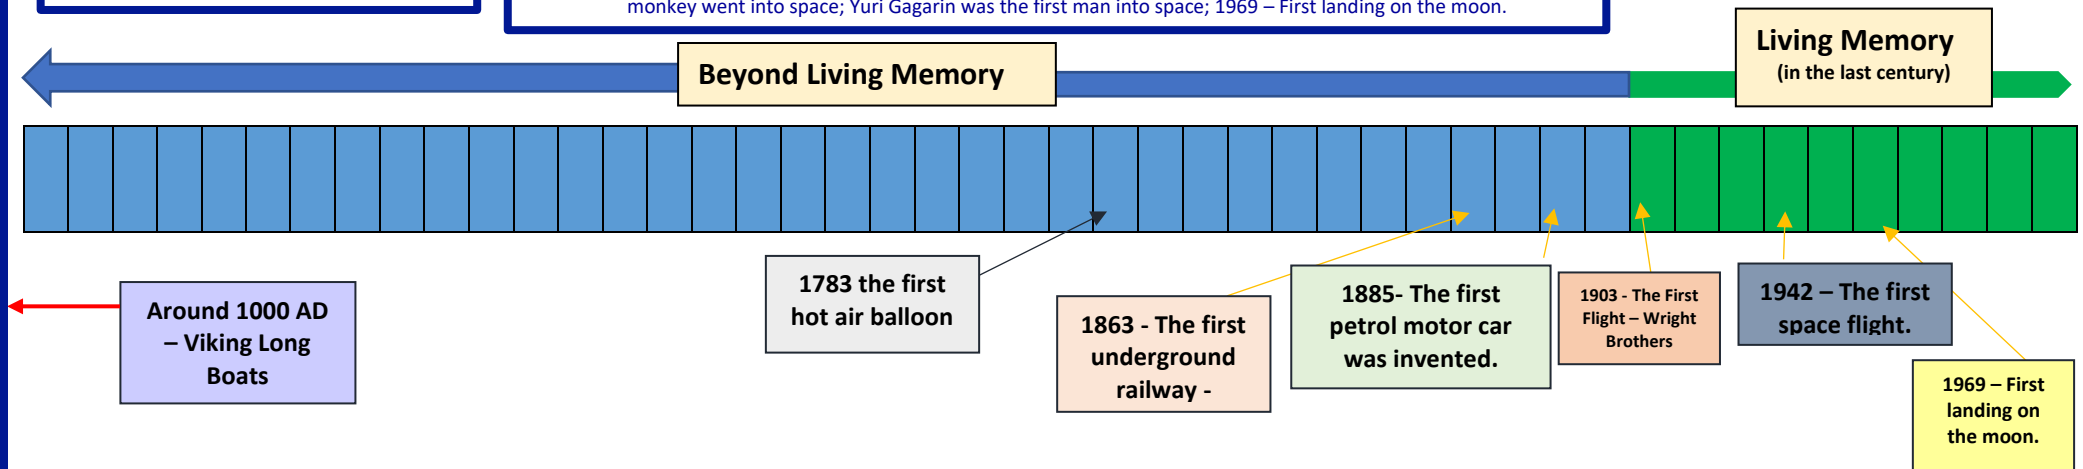 monkey went into space; Yuri Gagarin was the first man into space; 1969 – First landing on the moon.
Beyond Living Memory
Living Memory
(in the last century)
Around 1000 AD
– Viking Long
Boats
1783 the first
hot air balloon
1863 - The first
underground
railway -
1885- The first
petrol motor car
was invented.
1903 - The First
Flight – Wright
Brothers
1942 – The first
space flight.
1969 – First
landing on
the moon.